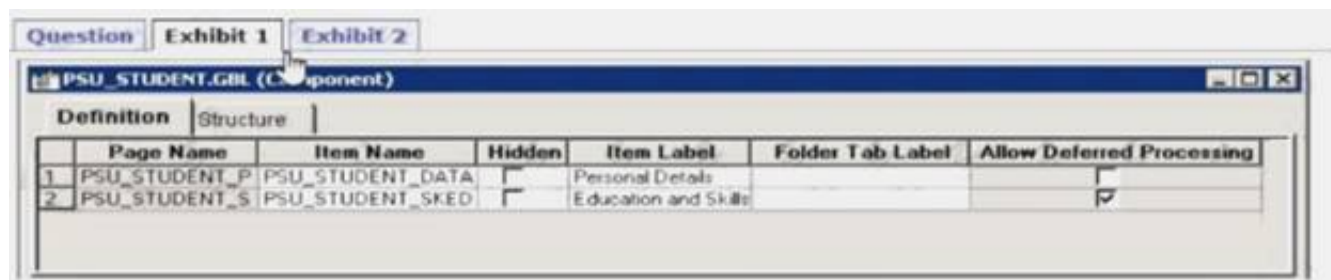 Question Exhibit 1 Exhibit 2
PSU_STUDENT.GBL (Component)
Definition Structure
Page Name Item Name Hidden Item Label Folder Tab Label Allow Deferred Processing
1 PSU_STUDENT_P PSU_STUDENT_DATA Personal Details
2 PSU_STUDENT_S PSU_STUDENT_SKED Education and Skills